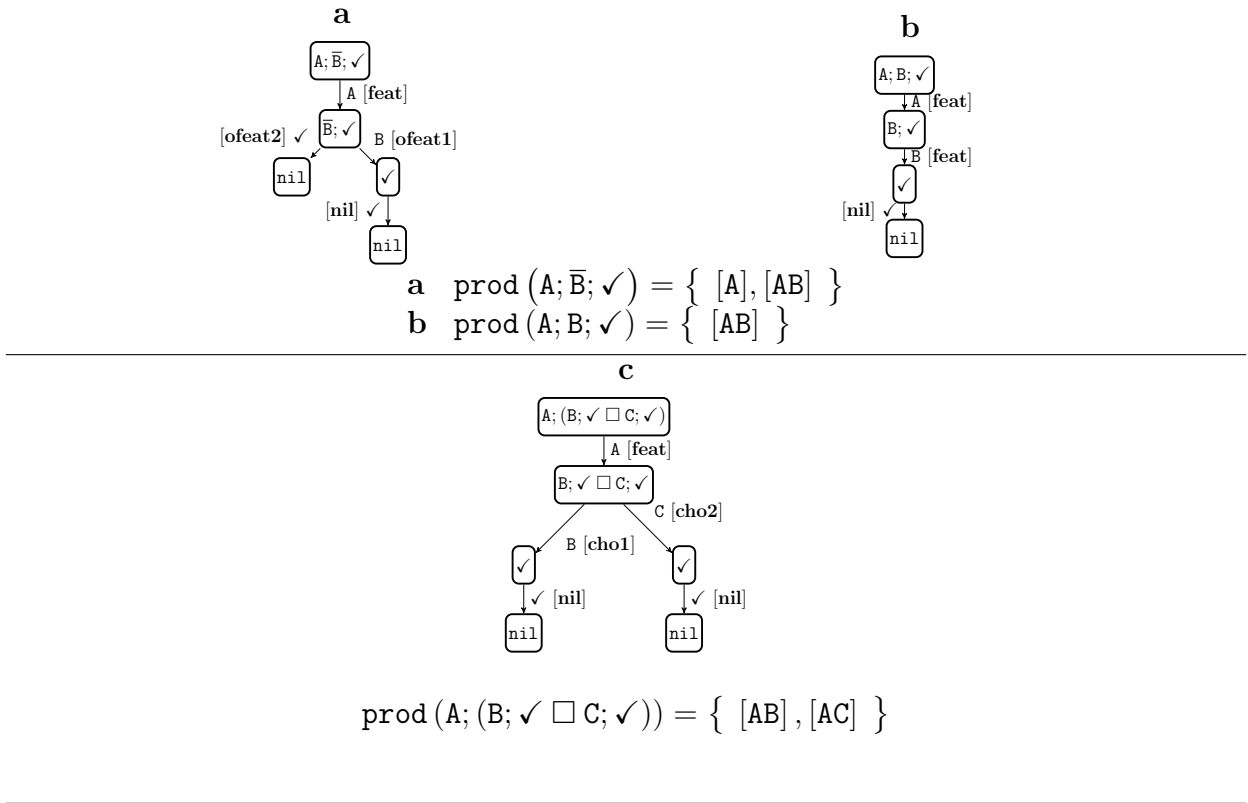 a
A; B̅; ✓
A [feat]
B̅; ✓
[ofeat2] ✓
B [ofeat1]
nil
✓
[nil] ✓
nil
b
A; B; ✓
A [feat]
B; ✓
B [feat]
✓
[nil] ✓
nil
a prod (A; B̅; ✓) = { [A], [AB] }
b prod (A; B; ✓) = { [AB] }
c
A; (B; ✓ □ C; ✓)
A [feat]
B; ✓ □ C; ✓
C [cho2]
B [cho1]
✓ ✓
✓ [nil] ✓ [nil]
nil nil
prod (A; (B; ✓ □ C; ✓)) = { [AB] , [AC] }